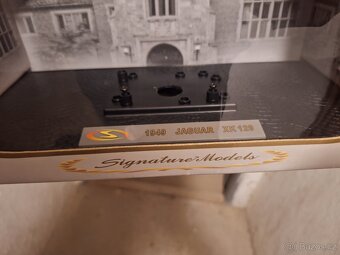 1949 JAGUAR XK 120
Signature Models